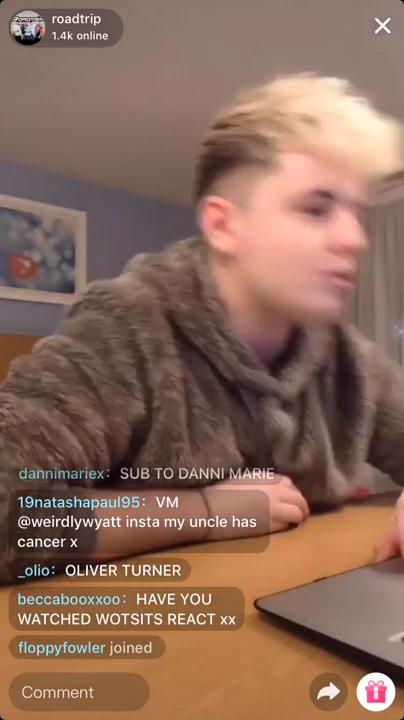 roadtrip
1.4k online
dannimariex: SUB TO DANNI MARIE
19natashapaul95: VM
@weirdlywyatt insta my uncle has
cancer x
_olio: OLIVER TURNER
beccabooxxoo: HAVE YOU
WATCHED WOTSITS REACT xx
floppyfowler joined
Comment